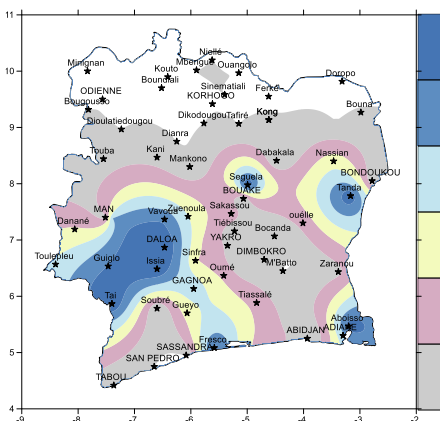 11
10
9
8
7
6
5
4
-9
-8
-7
-6
-5
-4
-3
-2
Niellé
Mbengué
Ouangolo
Minignan
Kouto
Boundiali
Sinematiali
Ferké
Doropo
ODIENNE
KORHOGO
Bougousso
Bouna
Kong
Dioulatiedougou
Dikodougou
Tafiré
Dianra
Touba
Kani
Mankono
Dabakala
Nassian
BONDOUKOU
Seguela
Tanda
BOUAKE
MAN
Vavoua
Zuenoula
Sakassou
ouélle
Danané
Tiébissou
Bocanda
DALOA
YAKRO
Toulepleu
Guiglo
Issia
Sinfra
DIMBOKRO
M'Batto
Zaranou
Oumé
GAGNOA
Tai
Soubré
Gueyo
Tiassalé
Aboisso
ABIDJAN
Fresco
SASSANDRA
SAN PEDRO
TABOU